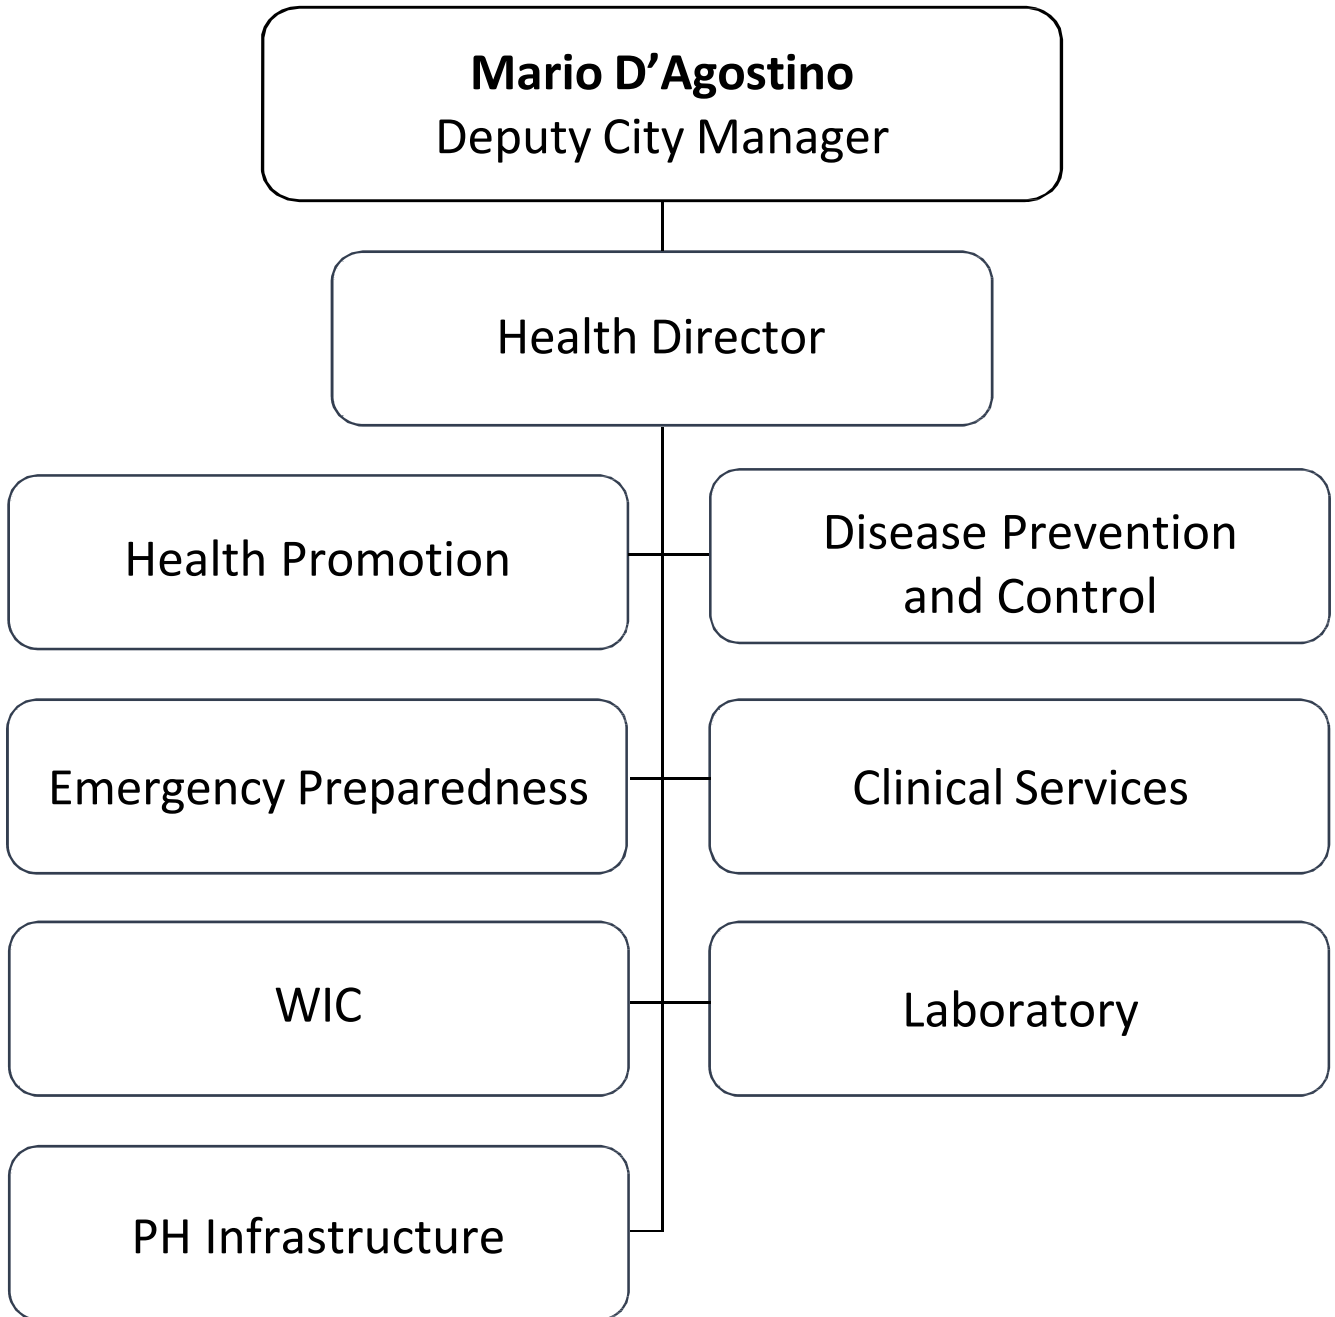 Mario D’Agostino
Deputy City Manager
Health Director
Health Promotion
Disease Prevention
and Control
Emergency Preparedness
Clinical Services
WIC
Laboratory
PH Infrastructure